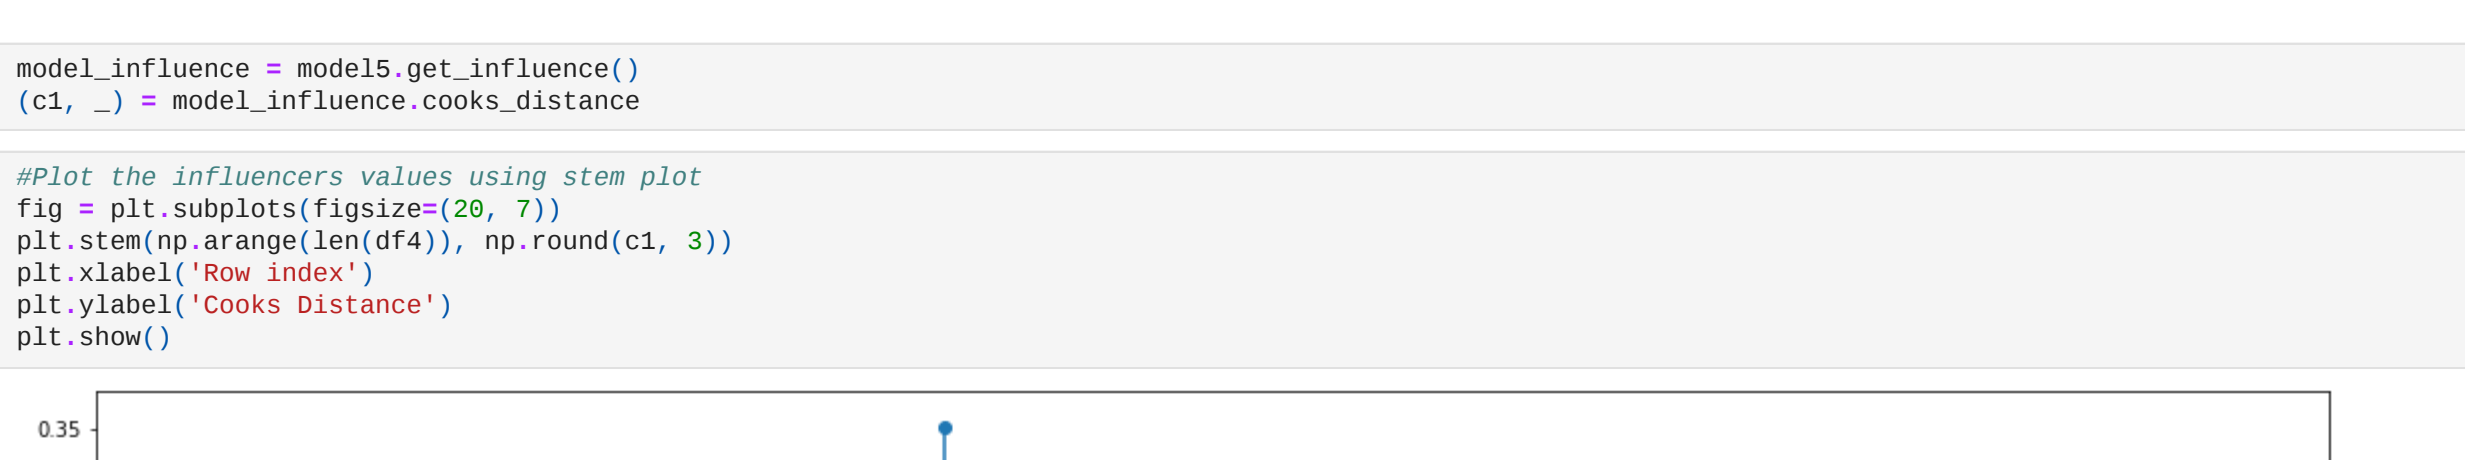 model_influence = model5.get_influence()
(c1, _) = model_influence.cooks_distance
#Plot the influencers values using stem plot
fig = plt.subplots(figsize=(20, 7))
plt.stem(np.arange(len(df4)), np.round(c1, 3))
plt.xlabel('Row index')
plt.ylabel('Cooks Distance')
plt.show()
0.35